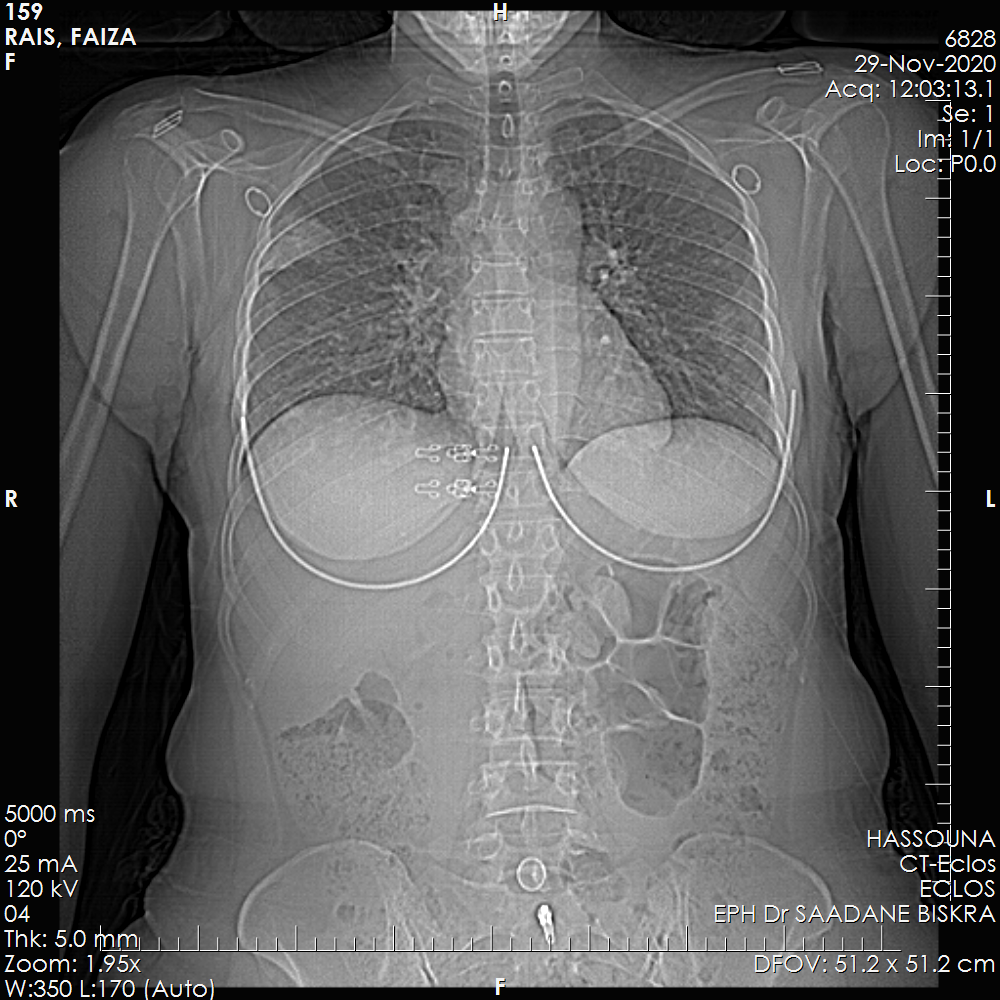 159
RAIS, FAIZA
F
H
6828
29-Nov-2020
Acq: 12:03:13.1
Se: 1
Im: 1/1
Loc: P0.0
R
L
5000 ms
0°
25 mA
120 kV
04
Thk: 5.0 mm
Zoom: 1.95x
W:350 L:170 (Auto)
HASSOUNA
CT-Eclos
ECLOS
EPH Dr SAADANE BISKRA
DFOV: 51.2 x 51.2 cm
F